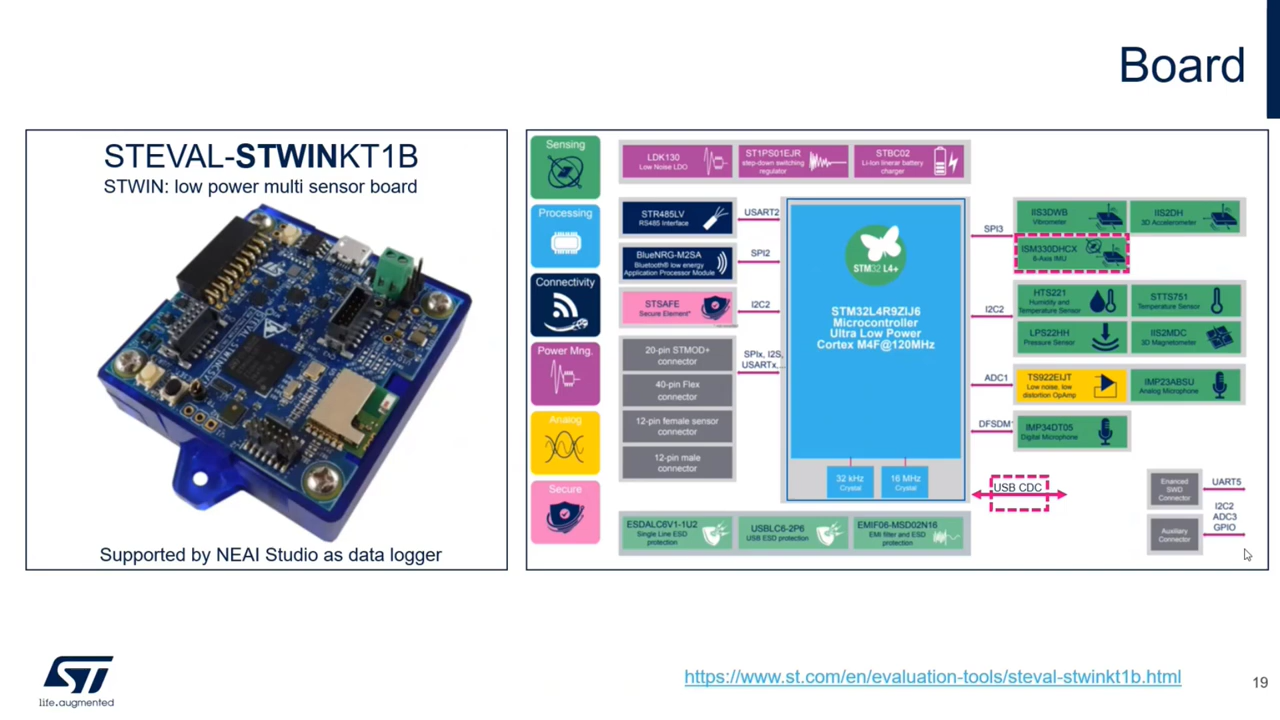 Board
STEVAL-STWINKT1B
STWIN: low power multi sensor board
Supported by NEAI Studio as data logger
Sensing
Processing
Connectivity
Power Mng.
Analog
Secure
LDK130
Low Noise LDO
ST1PS01EJR
step-down switching
regulator
STBC02
Li-Ion linerar battery
charger
STR485LV
RS485 Interface
USART2
BlueNRG-M2SA
Bluetooth® low energy
Application Processor Module
SPI2
STSAFE
Secure Element*
I2C2
20-pin STMOD+
connector
SPIx, I2S,
USARTx,...
40-pin Flex
connector
12-pin female sensor
connector
12-pin male
connector
STM32 L4+
STM32L4R9ZIJ6
Microcontroller
Ultra Low Power
Cortex M4F@120MHz
32 kHz
Crystal
16 MHz
Crystal
SPI3
IIS3DWB
Vibrometer
IIS2DH
3D Accelerometer
ISM330DHCX
6-Axis IMU
I2C2
HTS221
Humidity and
Temperature Sensor
STTS751
Temperature Sensor
LPS22HH
Pressure Sensor
IIS2MDC
3D Magnetometer
ADC1
TS922EIJT
Low noise, low
distortion OpAmp
IMP23ABSU
Analog Microphone
DFSDM1
IMP34DT05
Digital Microphone
USB CDC
Enanced
SWD
Connector
UART5
Auxiliary
Connector
I2C2
ADC3
GPIO
ESDALC6V1-1U2
Single Line ESD
protection
USBLC6-2P6
USB ESD protection
EMIF06-MSD02N16
EMI filter and ESD
protection
ST
life.augmented
https://www.st.com/en/evaluation-tools/steval-stwinkt1b.html
19